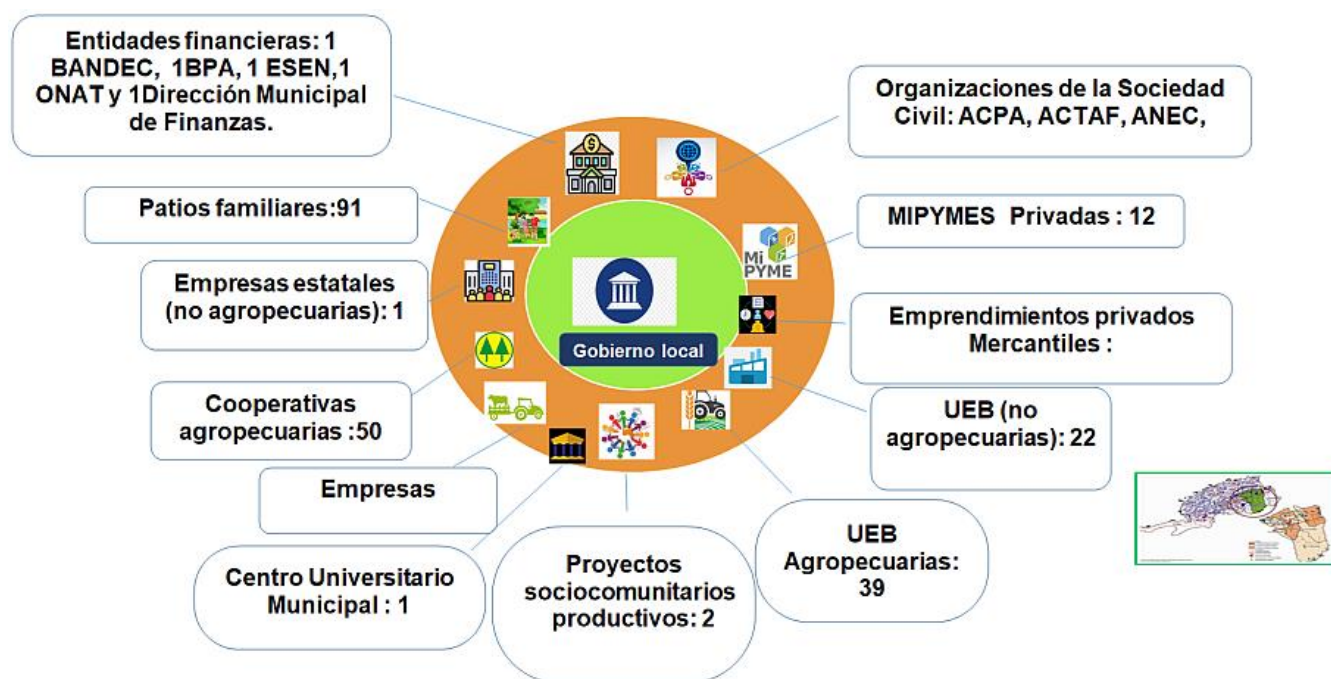 Entidades financieras: 1
BANDEC, 1BPA, 1 ESEN,1
ONAT y 1Dirección Municipal
de Finanzas.
Organizaciones de la Sociedad
Civil: ACPA, ACTAF, ANEC,
Patios familiares:91
MIPYMES Privadas : 12
Mi
PYME
Empresas estatales
(no agropecuarias): 1
Emprendimientos privados
Mercantiles :
Gobierno local
Cooperativas
agropecuarias :50
UEB (no
agropecuarias): 22
Empresas
UEB
Agropecuarias:
39
Centro Universitario
Municipal : 1
Proyectos
sociocomunitarios
productivos: 2